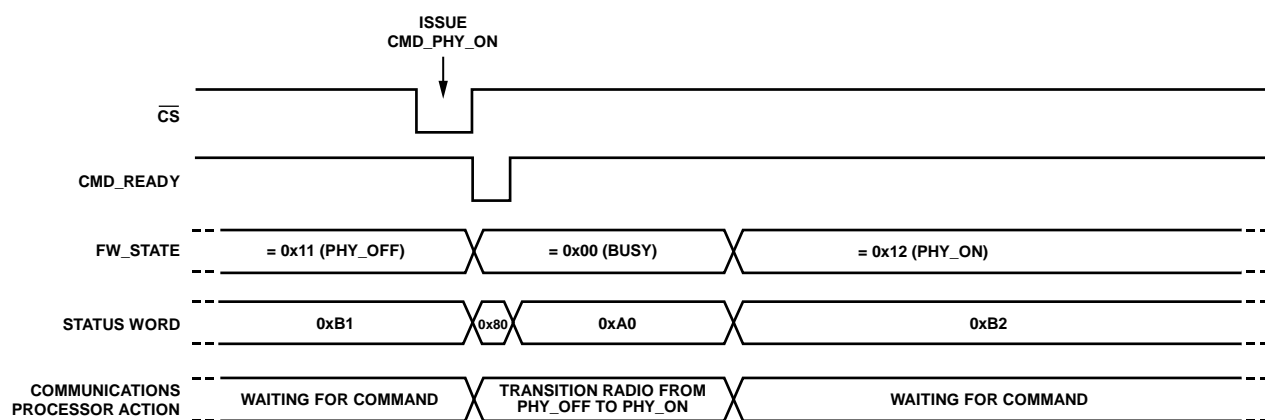 ISSUE
CMD_PHY_ON
CS
CMD_READY
FW_STATE
= 0x11 (PHY_OFF)
= 0x00 (BUSY)
= 0x12 (PHY_ON)
STATUS WORD
0xB1
0x80
0xA0
0xB2
COMMUNICATIONS
PROCESSOR ACTION
WAITING FOR COMMAND
TRANSITION RADIO FROM
PHY_OFF TO PHY_ON
WAITING FOR COMMAND